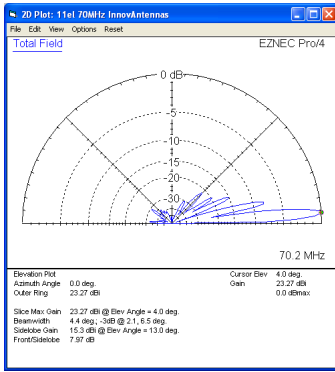 2D Plot: 11el 70MHz InnovAntennas
File Edit View Options Reset
Total Field EZNEC Pro/4
0 dB
-5
-10
-15
-20
-30
70.2 MHz
Elevation Plot Cursor Elev 4.0 deg.
Azimuth Angle 0.0 deg. Gain 23.27 dBi
Outer Ring 23.27 dBi 0.0 dBmax
Slice Max Gain 23.27 dBi @ Elev Angle = 4.0 deg.
Beamwidth 4.4 deg.; -3dB @ 2.1, 6.5 deg.
Sidelobe Gain 15.3 dBi @ Elev Angle = 13.0 deg.
Front/Sidelobe 7.97 dB